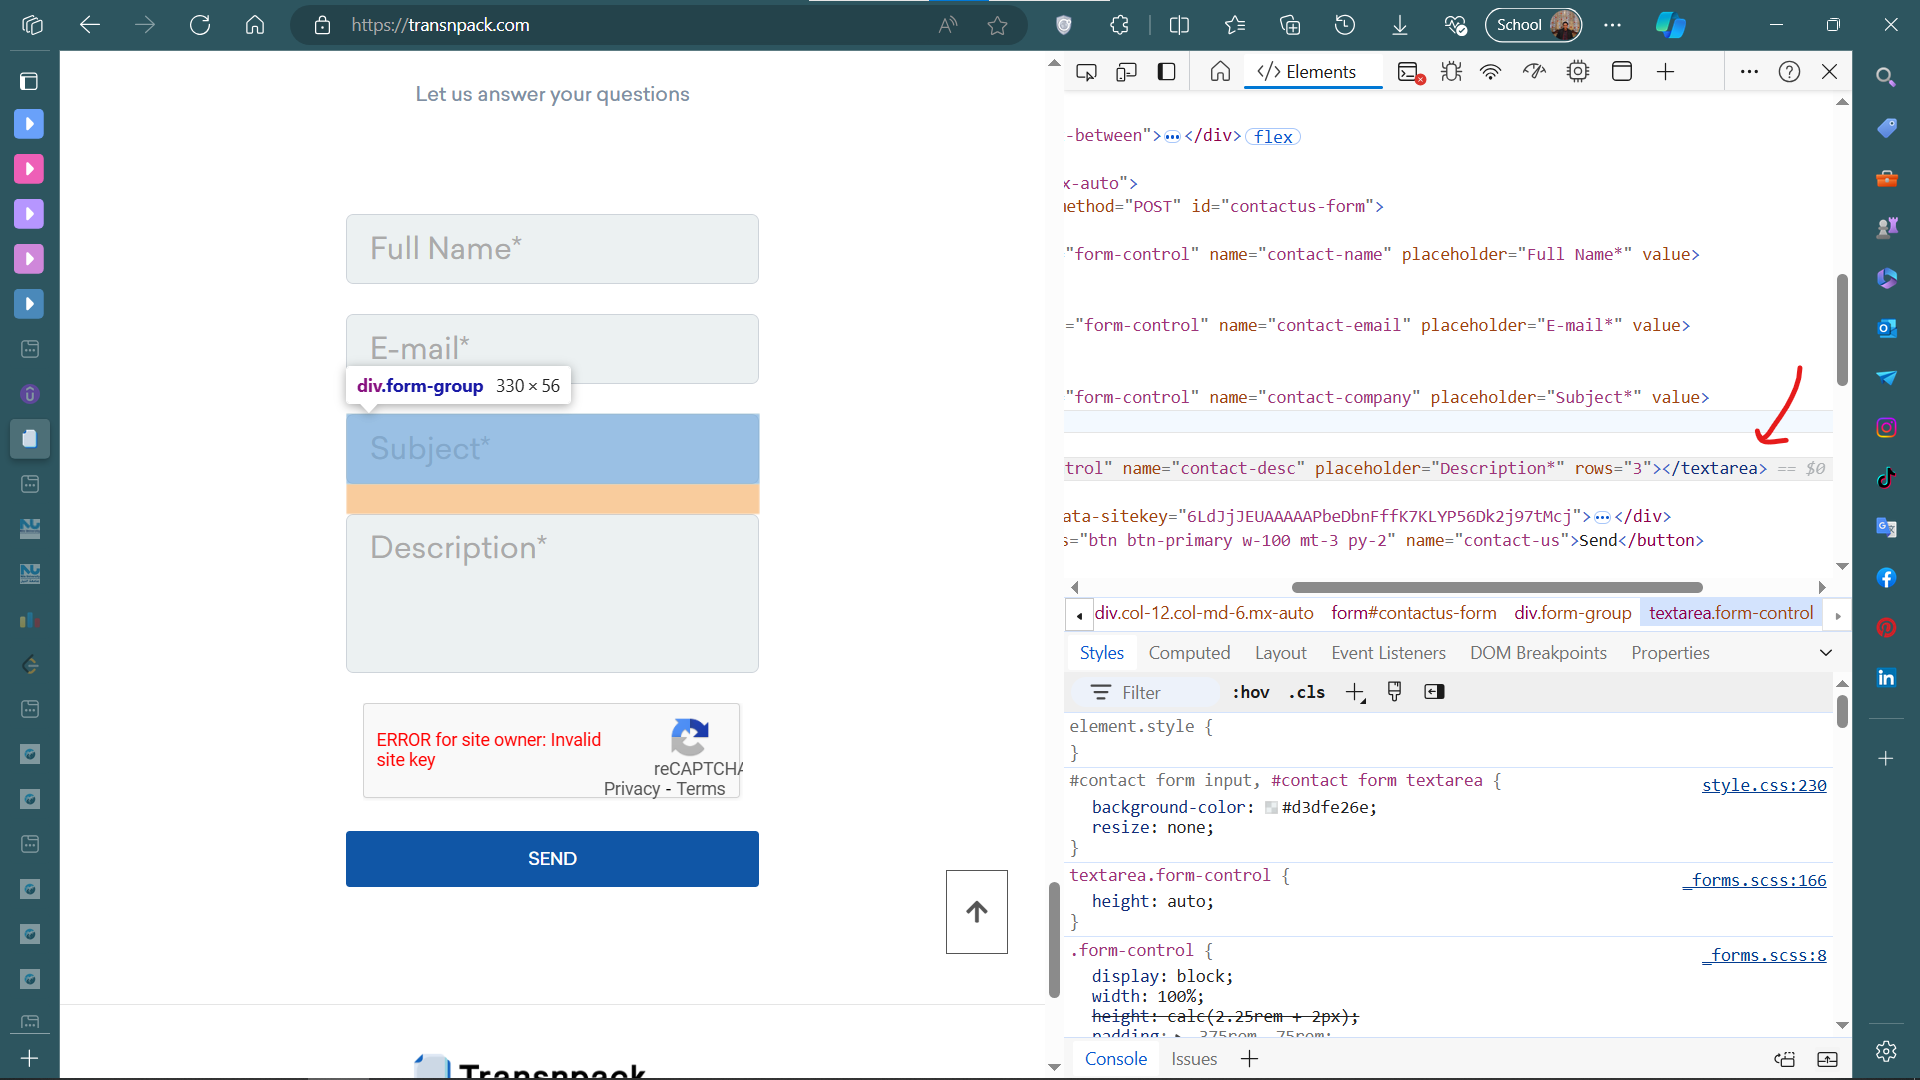 https://transnpack.com
School
Let us answer your questions
Full Name*
E-mail*
div.form-group 330 × 56
Subject*
Description*
ERROR for site owner: Invalid
site key
reCAPTCHA
Privacy - Terms
SEND
Transnpack
</> Elements
-between">⋯</div> flex
x-auto">
method="POST" id="contactus-form">
"form-control" name="contact-name" placeholder="Full Name*" value>
="form-control" name="contact-email" placeholder="E-mail*" value>
"form-control" name="contact-company" placeholder="Subject*" value>
trol" name="contact-desc" placeholder="Description*" rows="3"></textarea> == $0
ata-sitekey="6LdJjJEUAAAAAPbeDbnFffK7KLYP56Dk2j97tMcj">⋯</div>
s="btn btn-primary w-100 mt-3 py-2" name="contact-us">Send</button>
div.col-12.col-md-6.mx-auto form#contactus-form div.form-group textarea.form-control
Styles Computed Layout Event Listeners DOM Breakpoints Properties
Filter :hov .cls
element.style {
}
#contact form input, #contact form textarea { style.css:230
background-color: #d3dfe26e;
resize: none;
}
textarea.form-control { _forms.scss:166
height: auto;
}
.form-control { _forms.scss:8
display: block;
width: 100%;
height: calc(2.25rem + 2px);
padding: ▶ .375rem .75rem;
Console Issues